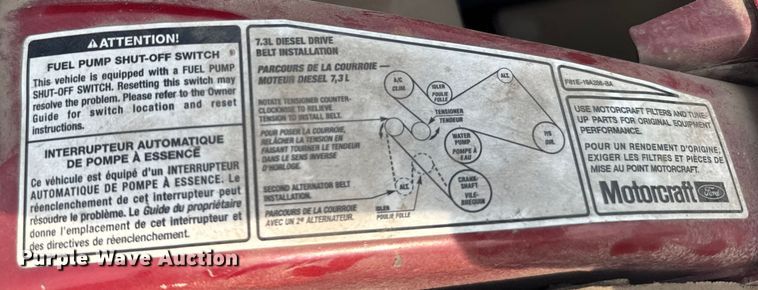 ⚠ATTENTION!
FUEL PUMP SHUT-OFF SWITCH
This vehicle is equipped with a FUEL PUMP
SHUT-OFF SWITCH. Resetting this switch may
resolve the problem. Please refer to the Owner
Guide for switch location and reset
instructions.
INTERRUPTEUR AUTOMATIQUE
DE POMPE À ESSENCE
Ce véhicule est équipé d'un INTERRUPTEUR
AUTOMATIQUE DE POMPE À ESSENCE. Le
réenclenchement de cet interrupteur peut
résoudre le problème. Le Guide du propriétaire
donne l'emplacement de cet interrupteur et
des directives de réenclenchement.
7.3L DIESEL DRIVE
BELT INSTALLATION
PARCOURS DE LA COURROIE—
MOTEUR DIESEL 7,3 L
ROTATE TENSIONER COUNTER-
CLOCKWISE TO RELIEVE
TENSION TO INSTALL BELT.
POUR POSER LA COURROIE,
RELÂCHER LA TENSION EN
FAISANT TOURNER LE TENDEUR
DANS LE SENS INVERSE
D'HORLOGE.
SECOND ALTERNATOR BELT
INSTALLATION.
PARCOURS DE LA COURROIE
AVEC UN 2e ALTERNATEUR.
A/C
CLIM.
IDLER
POULIE
FOLLE
ALT.
TENSIONER
TENDEUR
WATER
PUMP
POMPE À
EAU
P/S
DIR.
ALT.
IDLER
POULIE FOLLE
CRANK-
SHAFT
VILE-
BREQUIN
USE MOTORCRAFT FILTERS AND TUNE-
UP PARTS FOR ORIGINAL EQUIPMENT
PERFORMANCE.
POUR UN RENDEMENT D'ORIGINE,
EXIGER LES FILTRES ET PIÈCES DE
MISE AU POINT MOTORCRAFT.
Motorcraft Ford
Purple Wave Auction